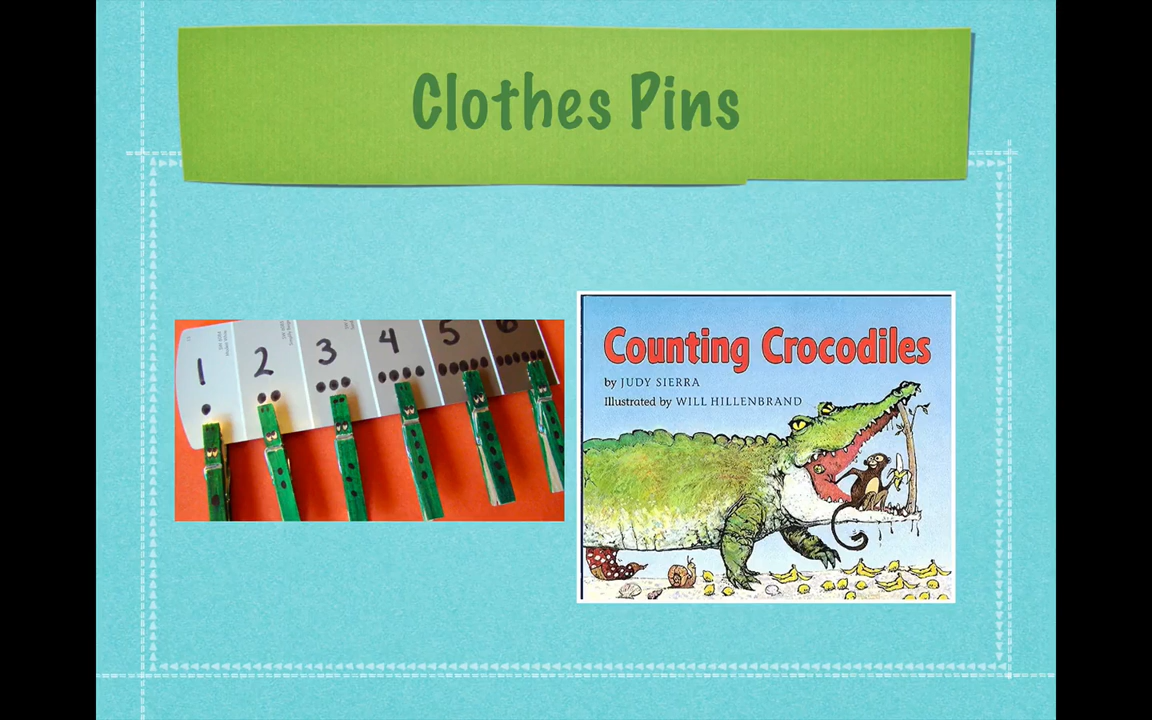 Clothes Pins
1 2 3 4 5 6
Counting Crocodiles
by JUDY SIERRA
Illustrated by WILL HILLENBRAND